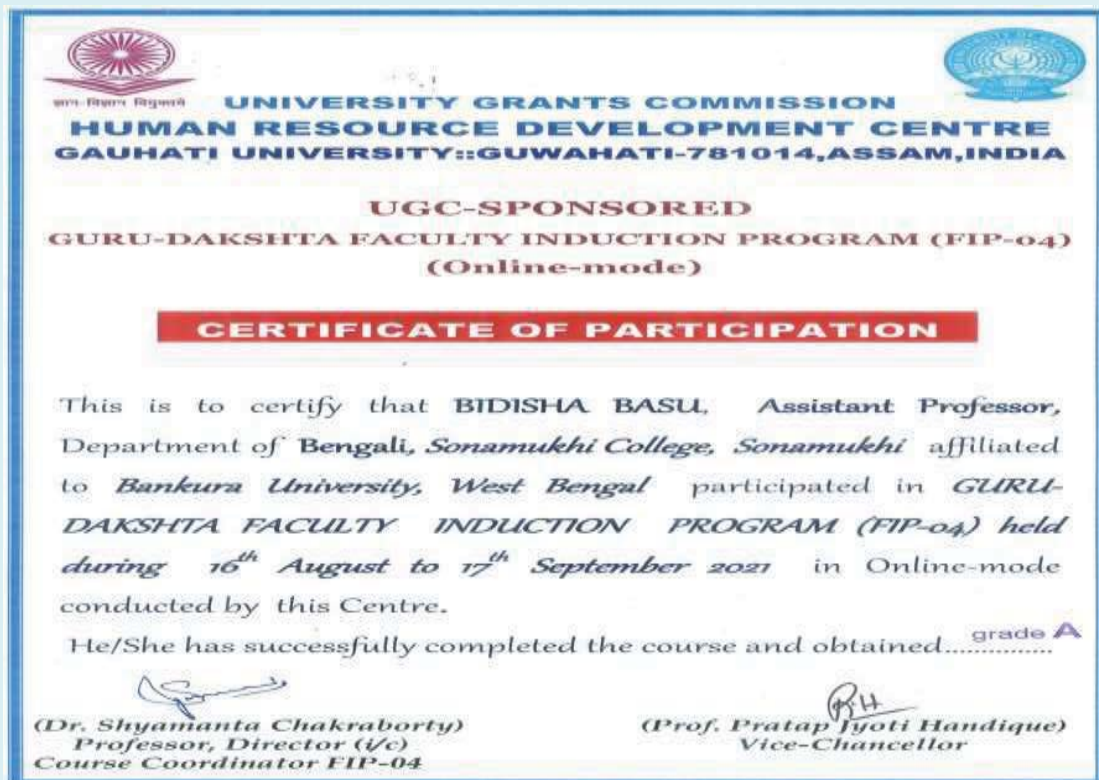 ज्ञान-विज्ञान विमुक्तये
UNIVERSITY GRANTS COMMISSION
HUMAN RESOURCE DEVELOPMENT CENTRE
GAUHATI UNIVERSITY::GUWAHATI-781014,ASSAM,INDIA
UGC-SPONSORED
GURU-DAKSHTA FACULTY INDUCTION PROGRAM (FIP-04)
(Online-mode)
CERTIFICATE OF PARTICIPATION
This is to certify that BIDISHA BASU, Assistant Professor,
Department of Bengali, Sonamukhi College, Sonamukhi affiliated
to Bankura University, West Bengal participated in GURU-
DAKSHTA FACULTY INDUCTION PROGRAM (FIP-04) held
during 16th August to 17th September 2021 in Online-mode
conducted by this Centre.
He/She has successfully completed the course and obtained...............grade A
(Dr. Shyamanta Chakraborty)
Professor, Director (i/c)
Course Coordinator FIP-04
(Prof. Pratap Jyoti Handique)
Vice-Chancellor